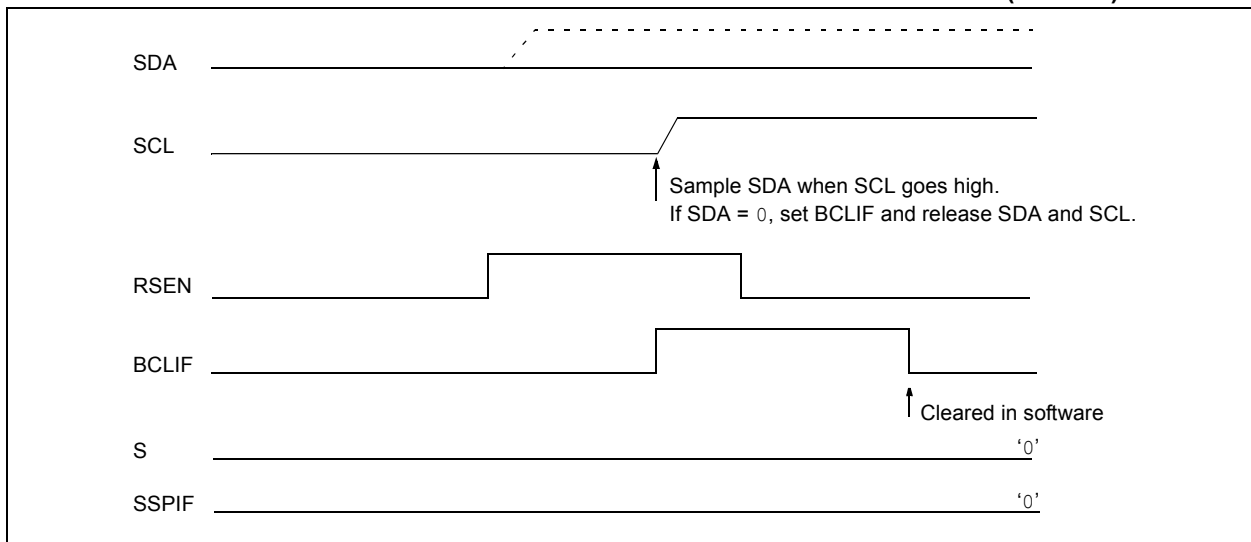 SDA
SCL
Sample SDA when SCL goes high.
If SDA = 0, set BCLIF and release SDA and SCL.
RSEN
BCLIF
Cleared in software
S
‘0’
SSPIF
‘0’